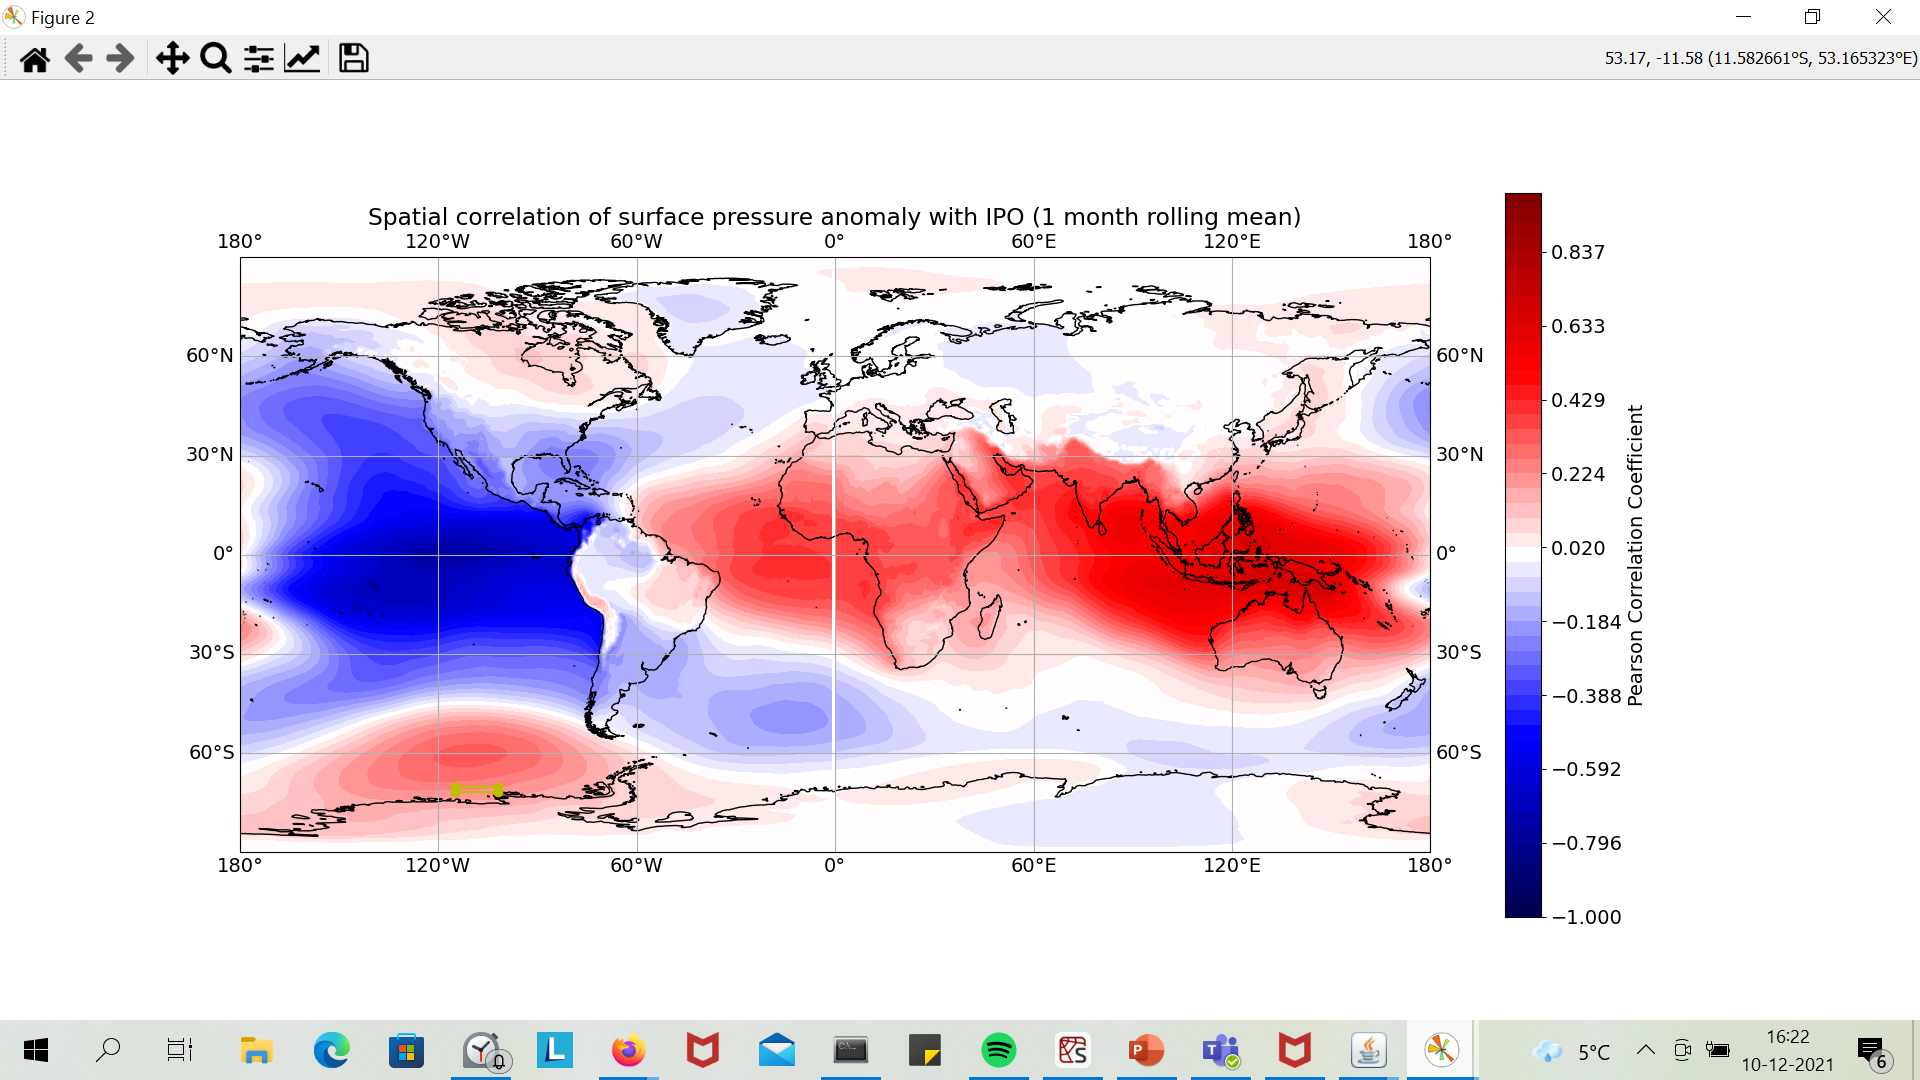 Figure 2
53.17, -11.58 (11.582661°S, 53.165323°E)
Spatial correlation of surface pressure anomaly with IPO (1 month rolling mean)
180° 120°W 60°W 0° 60°E 120°E 180°
60°N 60°N
30°N 30°N
0° 0°
30°S 30°S
60°S 60°S
180° 120°W 60°W 0° 60°E 120°E 180°
0.837
0.633
0.429
0.224
0.020
−0.184
−0.388
−0.592
−0.796
−1.000
Pearson Correlation Coefficient
L
C:\_
P
T
5°C
16:22
10-12-2021
6